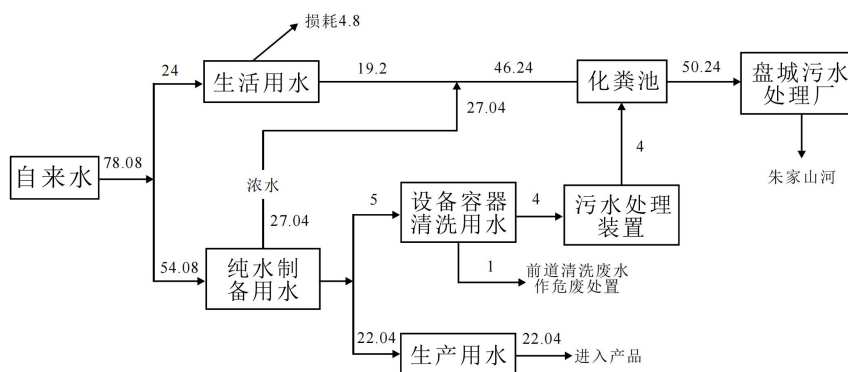 损耗4.8
24
生活用水
19.2
46.24
化粪池
50.24
盘城污水
处理厂
27.04
4
朱家山河
自来水
78.08
浓水
27.04
5
设备容器
清洗用水
4
污水处理
装置
54.08
纯水制
备用水
1
前道清洗废水
作危废处置
22.04
生产用水
22.04
进入产品